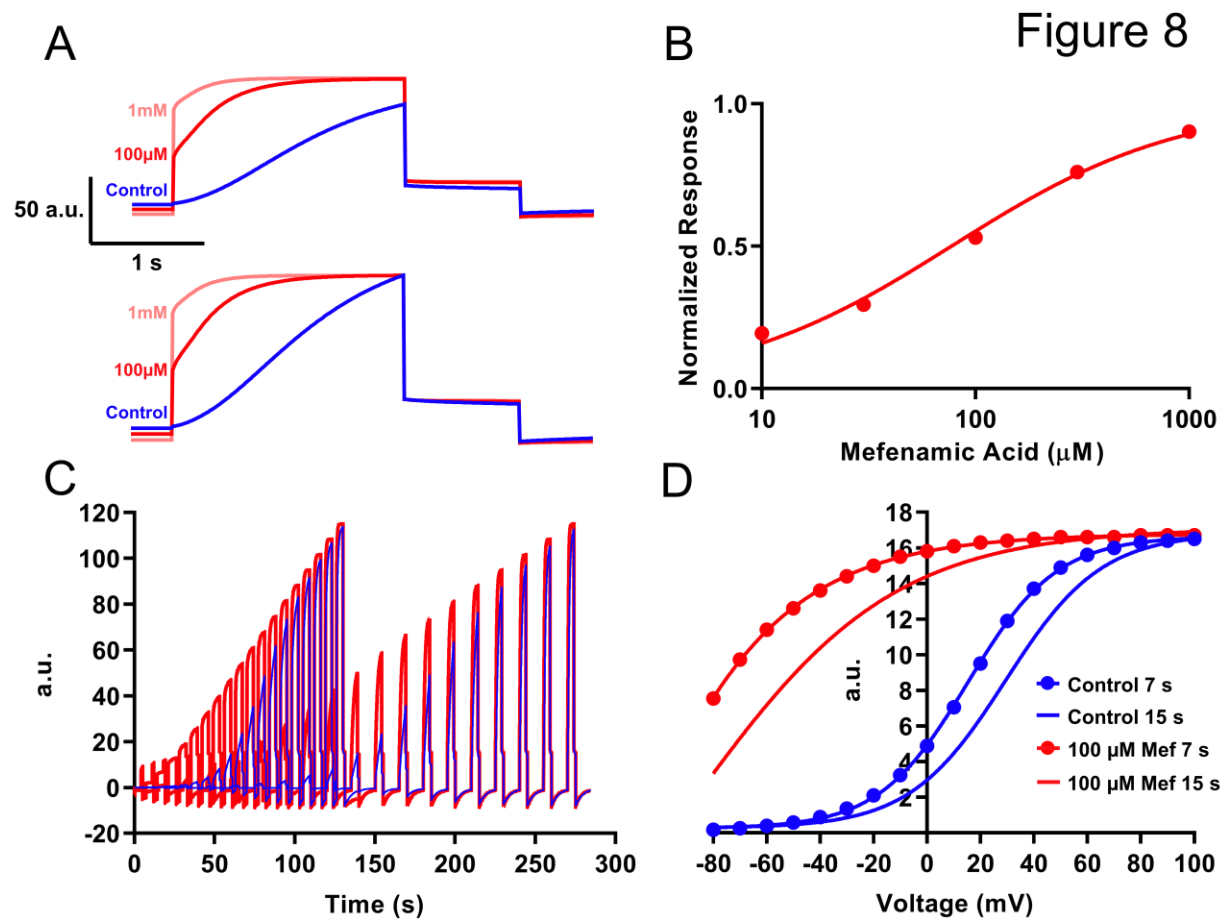 Figure 8
A
1mM
100µM
Control
50 a.u.
1 s
1mM
100µM
Control
B
Normalized Response
1.0
0.5
0.0
10 100 1000
Mefenamic Acid (µM)
C
a.u.
120
100
80
60
40
20
0
-20
0 50 100 150 200 250 300
Time (s)
D
a.u.
18
16
14
12
10
8
6
4
2
-80 -60 -40 -20 0 20 40 60 80 100
Voltage (mV)
Control 7 s
Control 15 s
100 µM Mef 7 s
100 µM Mef 15 s